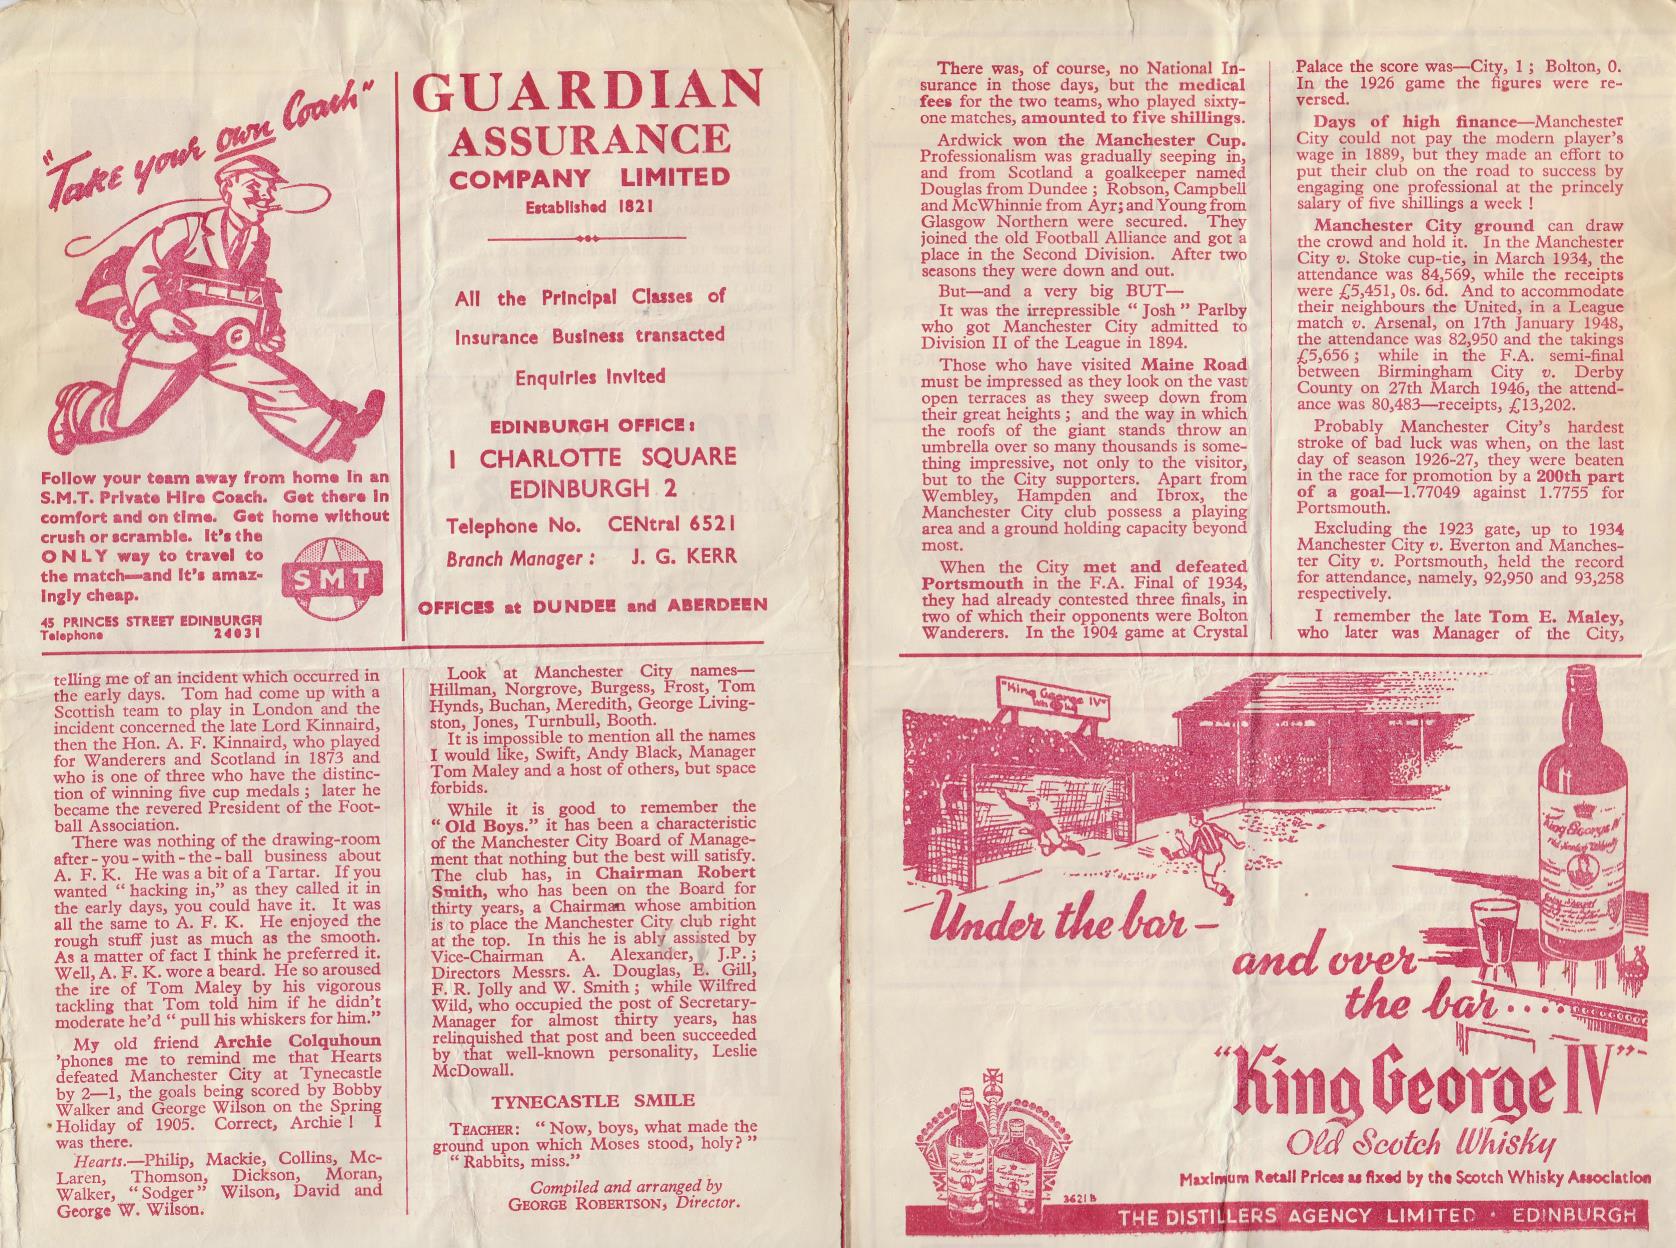 "Take your own Coach"
Follow your team away from home in an
S.M.T. Private Hire Coach. Get there in
comfort and on time. Get home without
crush or scramble. It's the
ONLY way to travel to
the match—and it's amaz-
ingly cheap.
SMT
45 PRINCES STREET EDINBURGH
Telephone 24031
GUARDIAN
ASSURANCE
COMPANY LIMITED
Established 1821
All the Principal Classes of
Insurance Business transacted
Enquiries Invited
EDINBURGH OFFICE:
1 CHARLOTTE SQUARE
EDINBURGH 2
Telephone No. CENtral 6521
Branch Manager: J. G. KERR
OFFICES at DUNDEE and ABERDEEN
telling me of an incident which occurred in
the early days. Tom had come up with a
Scottish team to play in London and the
incident concerned the late Lord Kinnaird,
then the Hon. A. F. Kinnaird, who played
for Wanderers and Scotland in 1873 and
who is one of three who have the distinc-
tion of winning five cup medals; later he
became the revered President of the Foot-
ball Association.
There was nothing of the drawing-room
after-you-with-the-ball business about
A. F. K. He was a bit of a Tartar. If you
wanted "hacking in," as they called it in
the early days, you could have it. It was
all the same to A. F. K. He enjoyed the
rough stuff just as much as the smooth.
As a matter of fact I think he preferred it.
Well, A. F. K. wore a beard. He so aroused
the ire of Tom Maley by his vigorous
tackling that Tom told him if he didn't
moderate he'd "pull his whiskers for him."
My old friend Archie Colquhoun
'phones me to remind me that Hearts
defeated Manchester City at Tynecastle
by 2—1, the goals being scored by Bobby
Walker and George Wilson on the Spring
Holiday of 1905. Correct, Archie! I
was there.
Hearts.—Philip, Mackie, Collins, Mc-
Laren, Thomson, Dickson, Moran,
Walker, "Sodger" Wilson, David and
George W. Wilson.
Look at Manchester City names—
Hillman, Norgrove, Burgess, Frost, Tom
Hynds, Buchan, Meredith, George Living-
ston, Jones, Turnbull, Booth.
It is impossible to mention all the names
I would like, Swift, Andy Black, Manager
Tom Maley and a host of others, but space
forbids.
While it is good to remember the
"Old Boys." it has been a characteristic
of the Manchester City Board of Manage-
ment that nothing but the best will satisfy.
The club has, in Chairman Robert
Smith, who has been on the Board for
thirty years, a Chairman whose ambition
is to place the Manchester City club right
at the top. In this he is ably assisted by
Vice-Chairman A. Alexander, J.P.;
Directors Messrs. A. Douglas, E. Gill,
F. R. Jolly and W. Smith; while Wilfred
Wild, who occupied the post of Secretary-
Manager for almost thirty years, has
relinquished that post and been succeeded
by that well-known personality, Leslie
McDowall.
TYNECASTLE SMILE
TEACHER: "Now, boys, what made the
ground upon which Moses stood, holy?"
"Rabbits, miss."
Compiled and arranged by
GEORGE ROBERTSON, Director.
There was, of course, no National In-
surance in those days, but the medical
fees for the two teams, who played sixty-
one matches, amounted to five shillings.
Ardwick won the Manchester Cup.
Professionalism was gradually seeping in,
and from Scotland a goalkeeper named
Douglas from Dundee; Robson, Campbell
and McWhinnie from Ayr; and Young from
Glasgow Northern were secured. They
joined the old Football Alliance and got a
place in the Second Division. After two
seasons they were down and out.
But—and a very big BUT—
It was the irrepressible "Josh" Parlby
who got Manchester City admitted to
Division II of the League in 1894.
Those who have visited Maine Road
must be impressed as they look on the vast
open terraces as they sweep down from
their great heights; and the way in which
the roofs of the giant stands throw an
umbrella over so many thousands is some-
thing impressive, not only to the visitor,
but to the City supporters. Apart from
Wembley, Hampden and Ibrox, the
Manchester City club possess a playing
area and a ground holding capacity beyond
most.
When the City met and defeated
Portsmouth in the F.A. Final of 1934,
they had already contested three finals, in
two of which their opponents were Bolton
Wanderers. In the 1904 game at Crystal
Palace the score was—City, 1; Bolton, 0.
In the 1926 game the figures were re-
versed.
Days of high finance—Manchester
City could not pay the modern player's
wage in 1889, but they made an effort to
put their club on the road to success by
engaging one professional at the princely
salary of five shillings a week!
Manchester City ground can draw
the crowd and hold it. In the Manchester
City v. Stoke cup-tie, in March 1934, the
attendance was 84,569, while the receipts
were £5,451, 0s. 6d. And to accommodate
their neighbours the United, in a League
match v. Arsenal, on 17th January 1948,
the attendance was 82,950 and the takings
£5,656; while in the F.A. semi-final
between Birmingham City v. Derby
County on 27th March 1946, the attend-
ance was 80,483—receipts, £13,202.
Probably Manchester City's hardest
stroke of bad luck was when, on the last
day of season 1926-27, they were beaten
in the race for promotion by a 200th part
of a goal—1.77049 against 1.7755 for
Portsmouth.
Excluding the 1923 gate, up to 1934
Manchester City v. Everton and Manches-
ter City v. Portsmouth, held the record
for attendance, namely, 92,950 and 93,258
respectively.
I remember the late Tom E. Maley,
who later was Manager of the City,
"King George IV"
Whisky
King George IV
Old Scotch Whisky
Under the bar—
and over
the bar....
"King George IV"
Old Scotch Whisky
Maximum Retail Prices as fixed by the Scotch Whisky Association
3621B
THE DISTILLERS AGENCY LIMITED · EDINBURGH